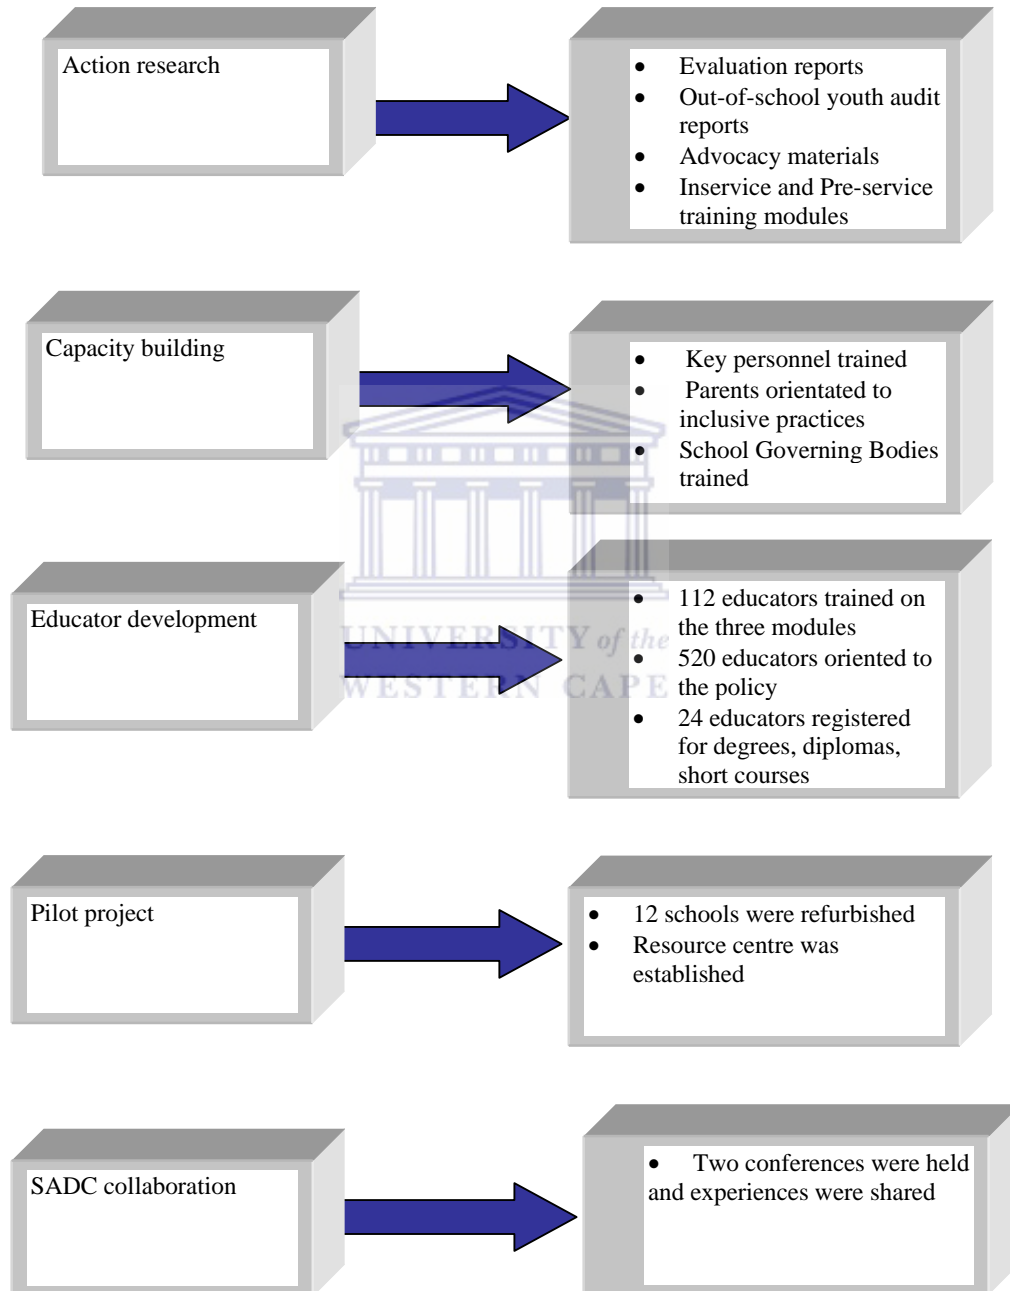 Action research
• Evaluation reports
• Out-of-school youth audit
reports
• Advocacy materials
• Inservice and Pre-service
training modules
Capacity building
• Key personnel trained
• Parents orientated to
inclusive practices
• School Governing Bodies
trained
Educator development
• 112 educators trained on
the three modules
• 520 educators oriented to
the policy
• 24 educators registered
for degrees, diplomas,
short courses
UNIVERSITY of the
WESTERN CAPE
Pilot project
• 12 schools were refurbished
• Resource centre was
established
SADC collaboration
• Two conferences were held
and experiences were shared